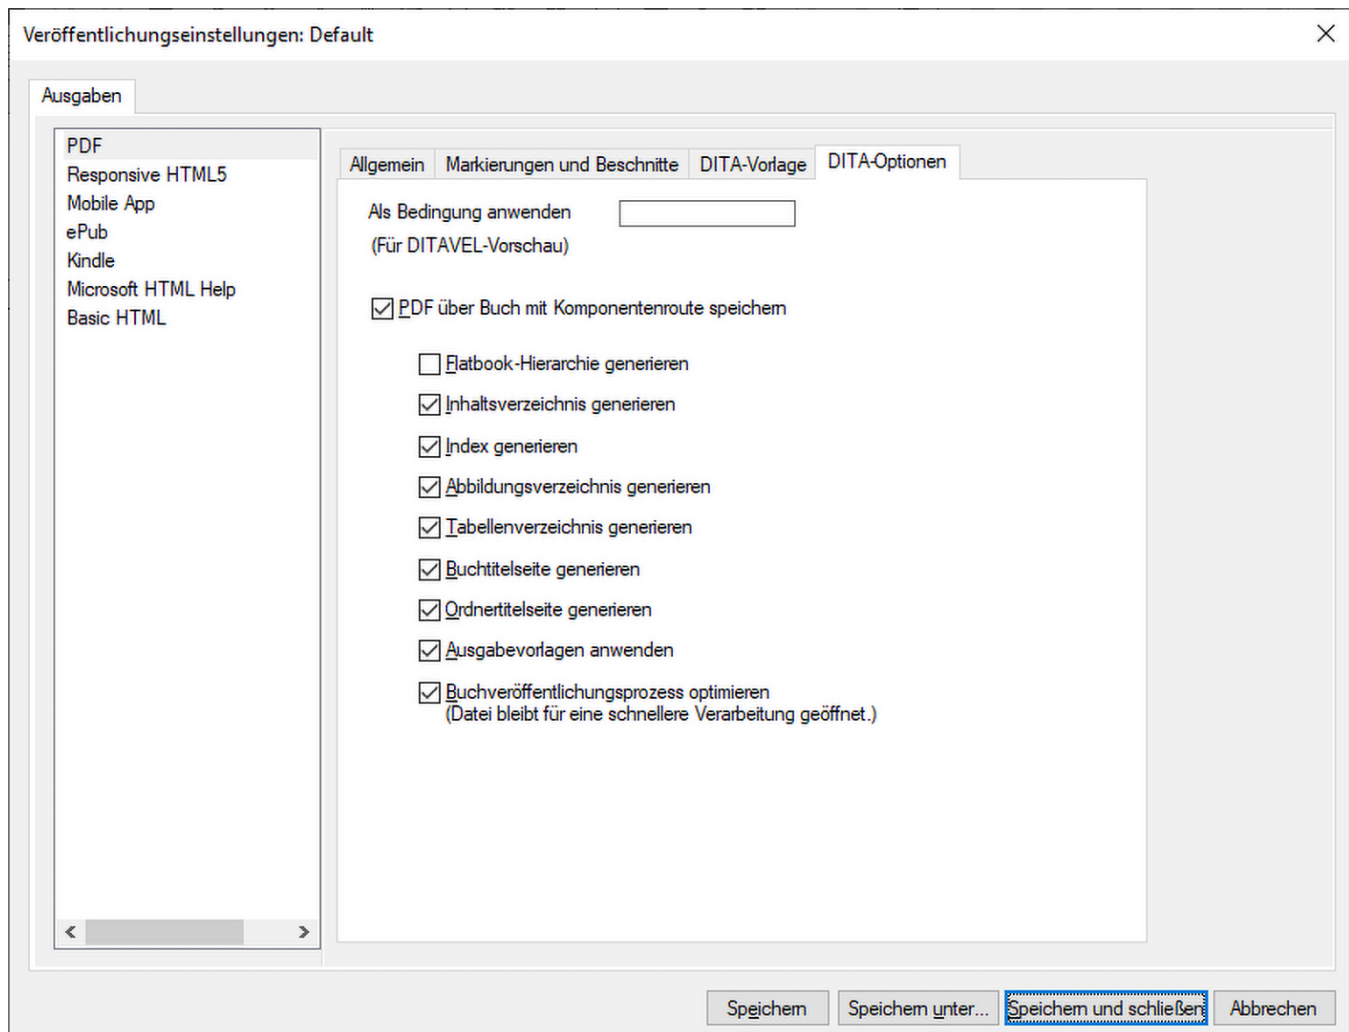 Veröffentlichungseinstellungen: Default
Ausgaben
PDF
Responsive HTML5
Mobile App
ePub
Kindle
Microsoft HTML Help
Basic HTML
Allgemein
Markierungen und Beschnitte
DITA-Vorlage
DITA-Optionen
Als Bedingung anwenden
(Für DITAVEL-Vorschau)
PDF über Buch mit Komponentenroute speichern
Flatbook-Hierarchie generieren
Inhaltsverzeichnis generieren
Index generieren
Abbildungsverzeichnis generieren
Tabellenverzeichnis generieren
Buchtitelseite generieren
Ordnertitelseite generieren
Ausgabevorlagen anwenden
Buchveröffentlichungsprozess optimieren
(Datei bleibt für eine schnellere Verarbeitung geöffnet.)
Speichern
Speichern unter...
Speichern und schließen
Abbrechen